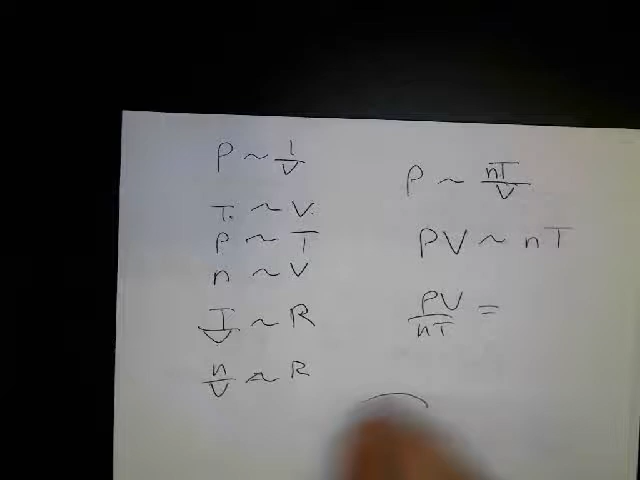 P ~ 1/V
T. ~ V.
P ~ T
n ~ V
T/V ~ R
n/V ~ R
P ~ nT/V
PV ~ nT
PV/nT =